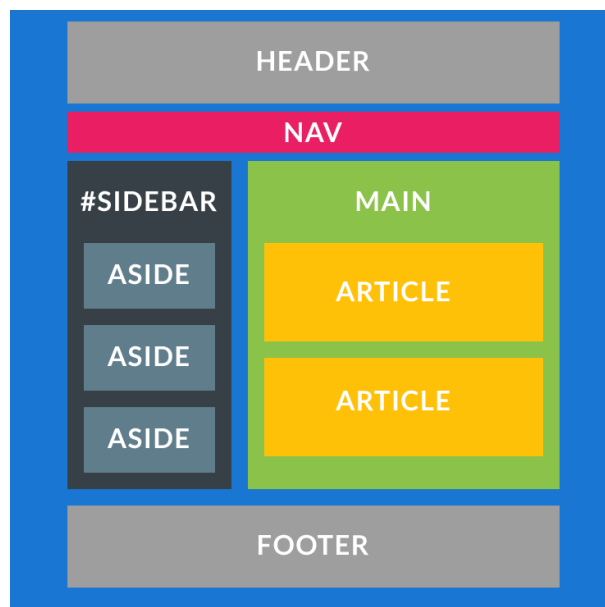 HEADER
NAV
#SIDEBAR
ASIDE
ASIDE
ASIDE
MAIN
ARTICLE
ARTICLE
FOOTER